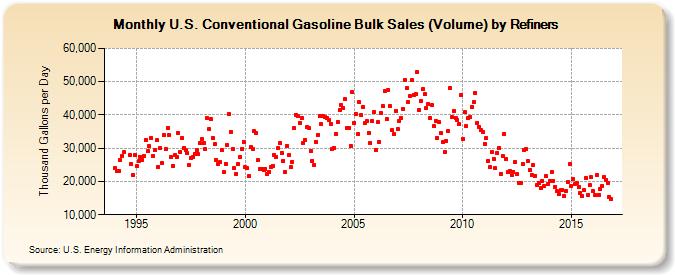 Monthly U.S. Conventional Gasoline Bulk Sales (Volume) by Refiners
Thousand Gallons per Day
60,000
50,000
40,000
30,000
20,000
10,000
1995 2000 2005 2010 2015
Source: U.S. Energy Information Administration